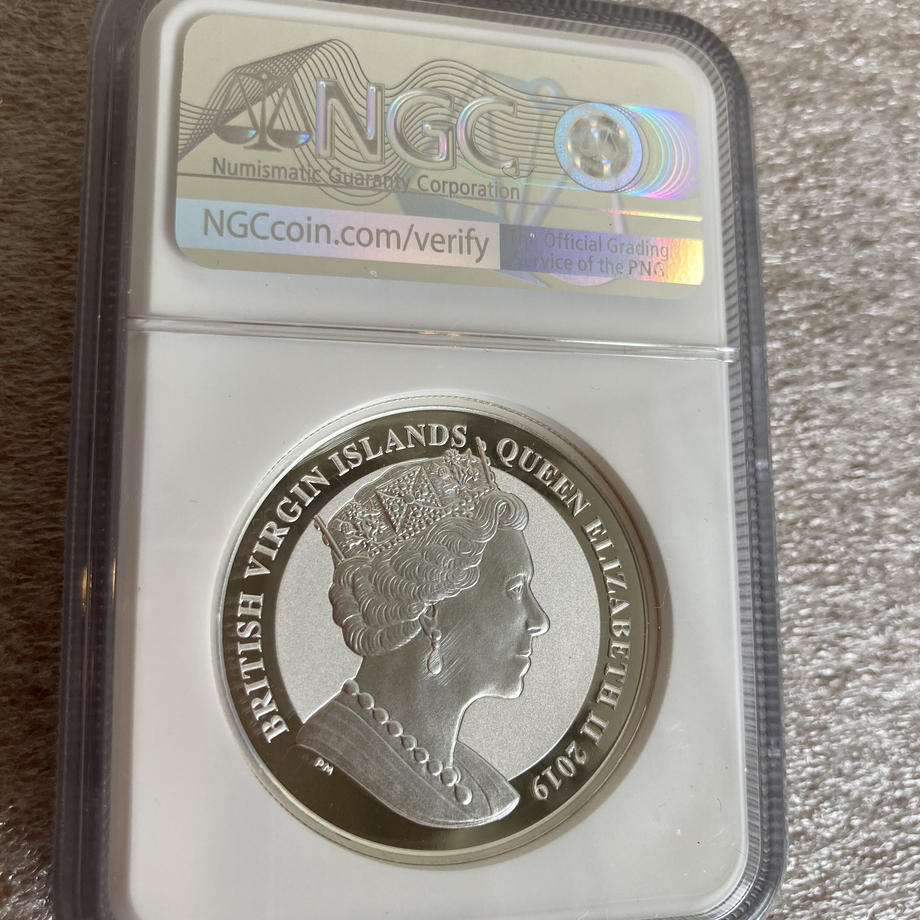 NGC
Numismatic Guaranty Corporation
NGCcoin.com/verify
The Official Grading
Service of the PNG
BRITISH VIRGIN ISLANDS • QUEEN ELIZABETH II 2019
PM